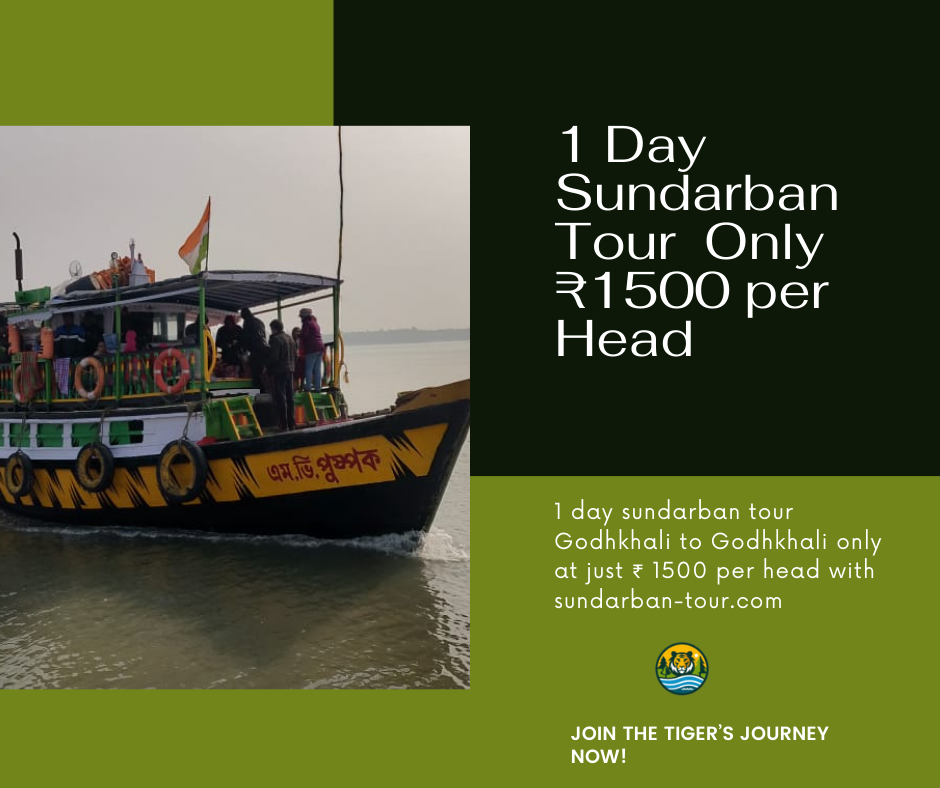 1 Day
Sundarban
Tour Only
₹1500 per
Head
এম.ভি.পুষ্পক
1 day sundarban tour
Godhkhali to Godhkhali only
at just ₹ 1500 per head with
sundarban-tour.com
JOIN THE TIGER'S JOURNEY
NOW!